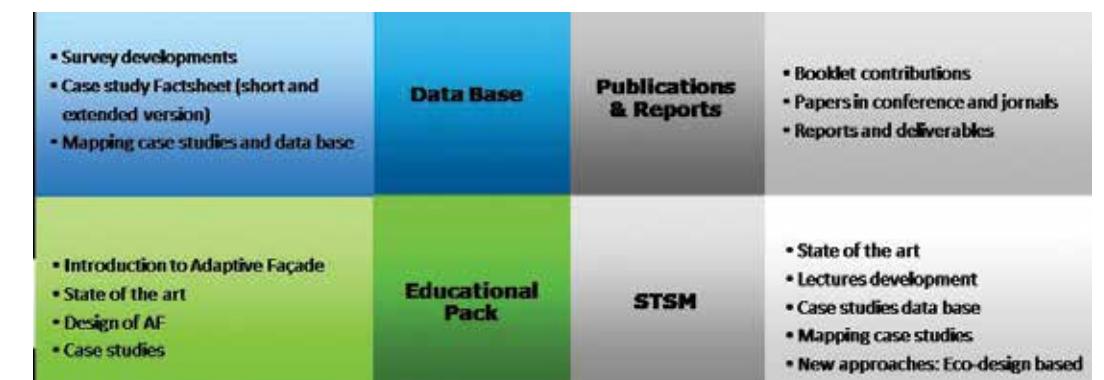 • Survey developments
• Case study Factsheet (short and
extended version)
• Mapping case studies and data base
Data Base
Publications
& Reports
• Booklet contributions
• Papers in conference and jornals
• Reports and deliverables
• Introduction to Adaptive Façade
• State of the art
• Design of AF
• Case studies
Educational
Pack
STSM
• State of the art
• Lectures development
• Case studies data base
• Mapping case studies
• New approaches: Eco-design based